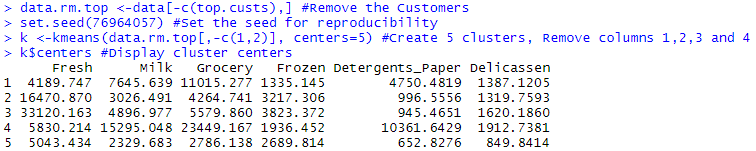 > data.rm.top <-data[-c(top.custs),] #Remove the Customers
> set.seed(76964057) #Set the seed for reproducibility
> k <-kmeans(data.rm.top[,-c(1,2)], centers=5) #Create 5 clusters, Remove columns 1,2,3 and 4
> k$centers #Display cluster centers
Fresh Milk Grocery Frozen Detergents_Paper Delicassen
1 4189.747 7645.639 11015.277 1335.145 4750.4819 1387.1205
2 16470.870 3026.491 4264.741 3217.306 996.5556 1319.7593
3 33120.163 4896.977 5579.860 3823.372 945.4651 1620.1860
4 5830.214 15295.048 23449.167 1936.452 10361.6429 1912.7381
5 5043.434 2329.683 2786.138 2689.814 652.8276 849.8414